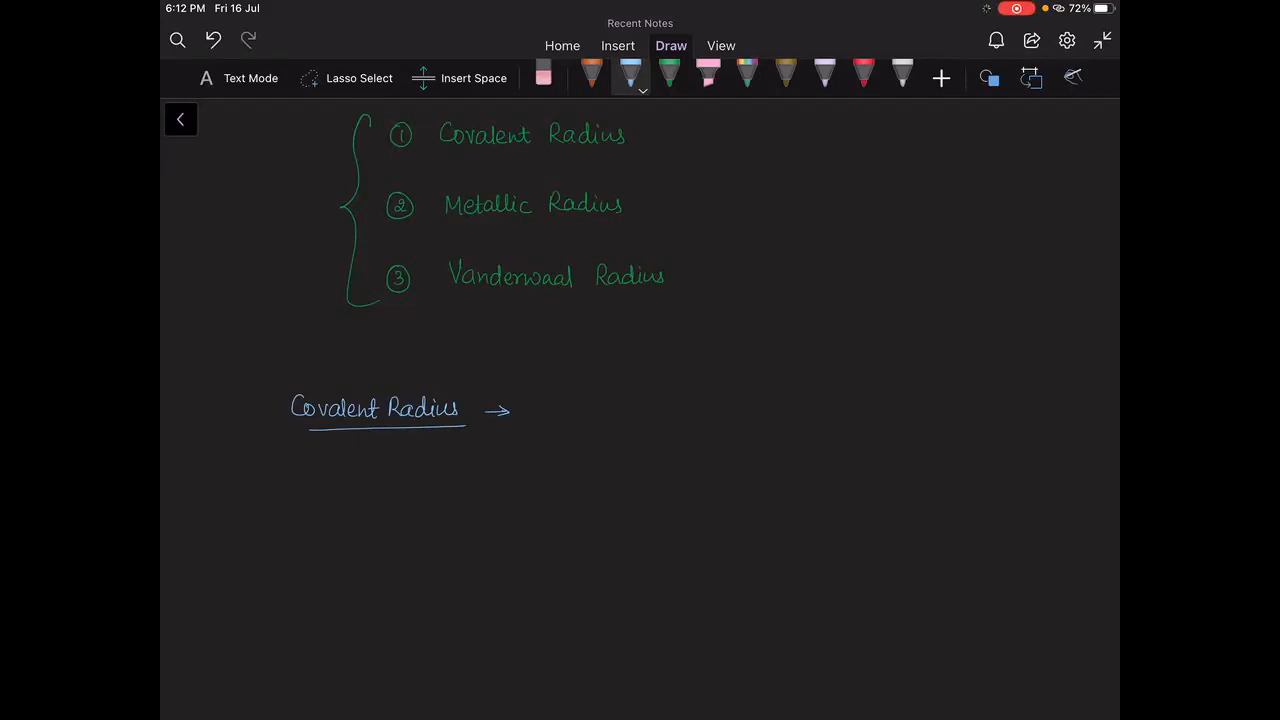 6:12 PM Fri 16 Jul
72%
Recent Notes
Home Insert Draw View
A Text Mode Lasso Select Insert Space
① Covalent Radius
② Metallic Radius
③ Vanderwaal Radius
Covalent Radius →